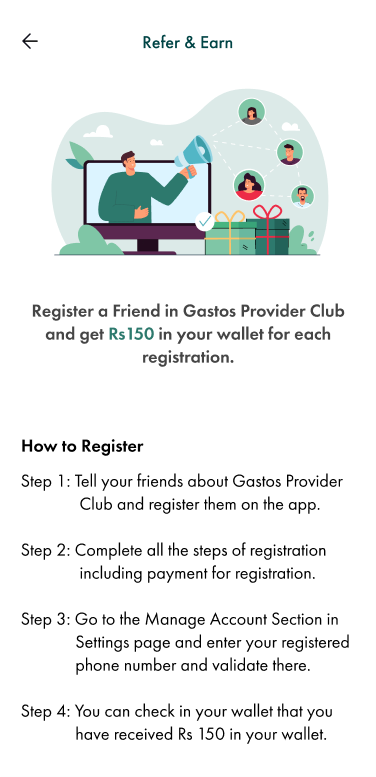 Refer & Earn
Register a Friend in Gastos Provider Club
and get Rs150 in your wallet for each
registration.
How to Register
Step 1: Tell your friends about Gastos Provider
Club and register them on the app.
Step 2: Complete all the steps of registration
including payment for registration.
Step 3: Go to the Manage Account Section in
Settings page and enter your registered
phone number and validate there.
Step 4: You can check in your wallet that you
have received Rs 150 in your wallet.